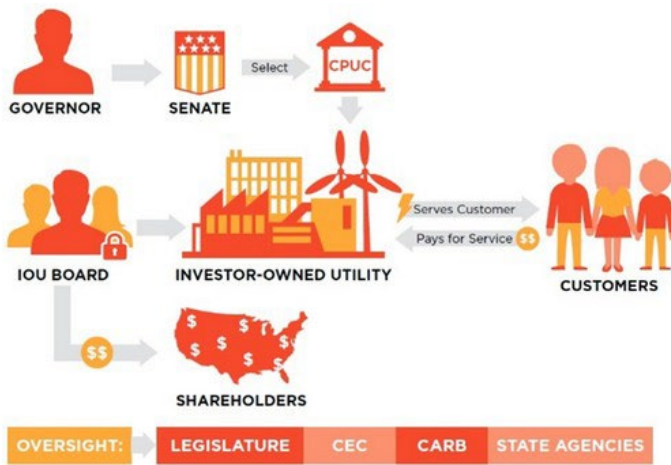 GOVERNOR
SENATE
Select
CPUC
IOU BOARD
INVESTOR-OWNED UTILITY
Serves Customer
Pays for Service $$
CUSTOMERS
$$
$ $ $ $ $ $ $ $
SHAREHOLDERS
OVERSIGHT: LEGISLATURE CEC CARB STATE AGENCIES